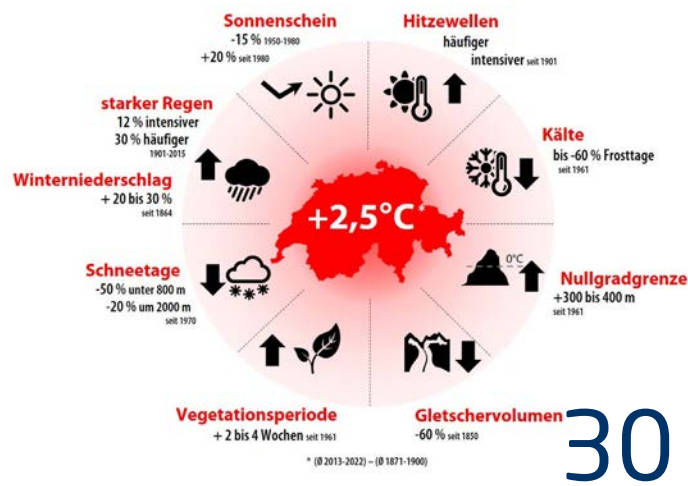 Sonnenschein
-15 % 1950-1980
+20 % seit 1980
Hitzewellen
häufiger
intensiver seit 1901
starker Regen
12 % intensiver
30 % häufiger
1901-2015
Kälte
bis -60 % Frosttage
seit 1961
Winterniederschlag
+ 20 bis 30 %
seit 1864
+2,5°C*
0°C
Nullgradgrenze
+300 bis 400 m
seit 1961
Schneetage
-50 % unter 800 m
-20 % um 2000 m
seit 1970
Vegetationsperiode
+ 2 bis 4 Wochen seit 1961
Gletschervolumen
-60 % seit 1850
* (Ø 2013-2022) – (Ø 1871-1900)
30